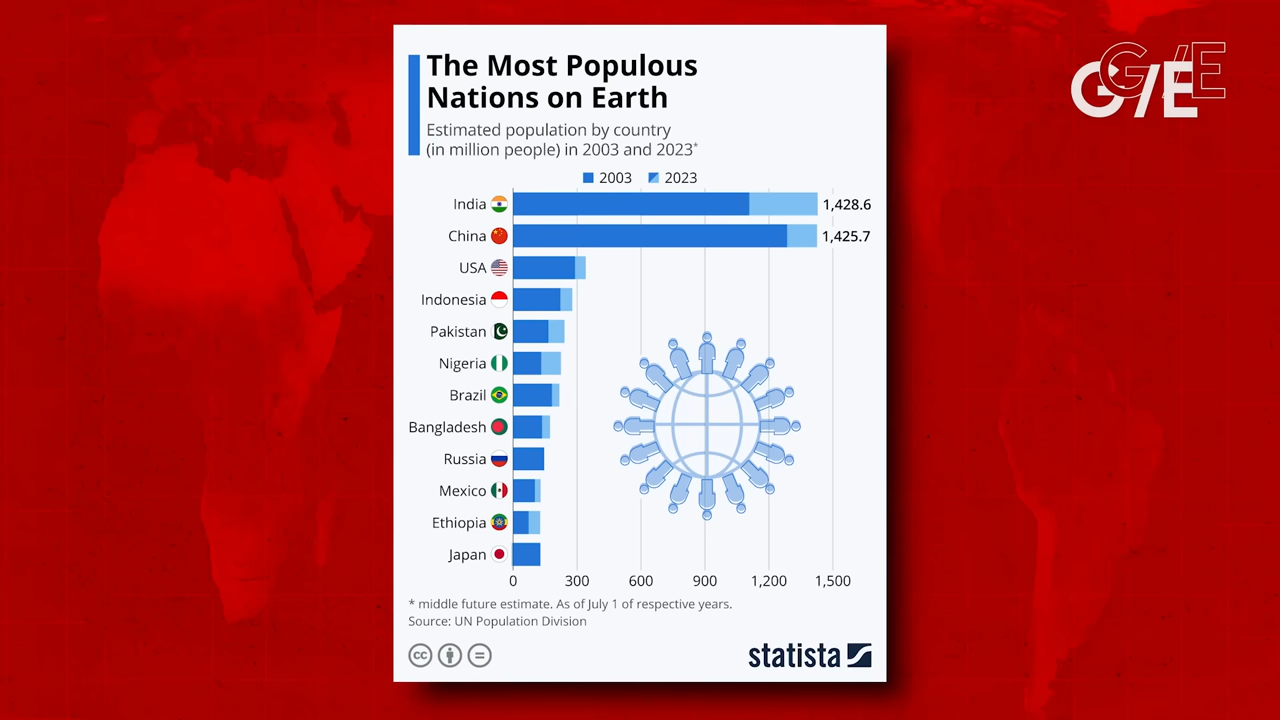 G/E
G/E
The Most Populous
Nations on Earth
Estimated population by country
(in million people) in 2003 and 2023*
2003 2023
India 1,428.6
China 1,425.7
USA
Indonesia
Pakistan
Nigeria
Brazil
Bangladesh
Russia
Mexico
Ethiopia
Japan
0 300 600 900 1,200 1,500
* middle future estimate. As of July 1 of respective years.
Source: UN Population Division
cc
statista